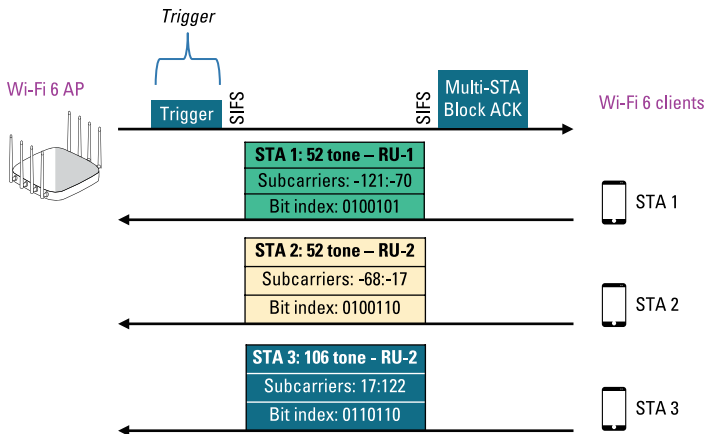 Trigger
Wi-Fi 6 AP
Trigger
SIFS
SIFS
Multi-STA
Block ACK
Wi-Fi 6 clients
STA 1: 52 tone – RU-1
Subcarriers: -121:-70
Bit index: 0100101
STA 1
STA 2: 52 tone – RU-2
Subcarriers: -68:-17
Bit index: 0100110
STA 2
STA 3: 106 tone - RU-2
Subcarriers: 17:122
Bit index: 0110110
STA 3